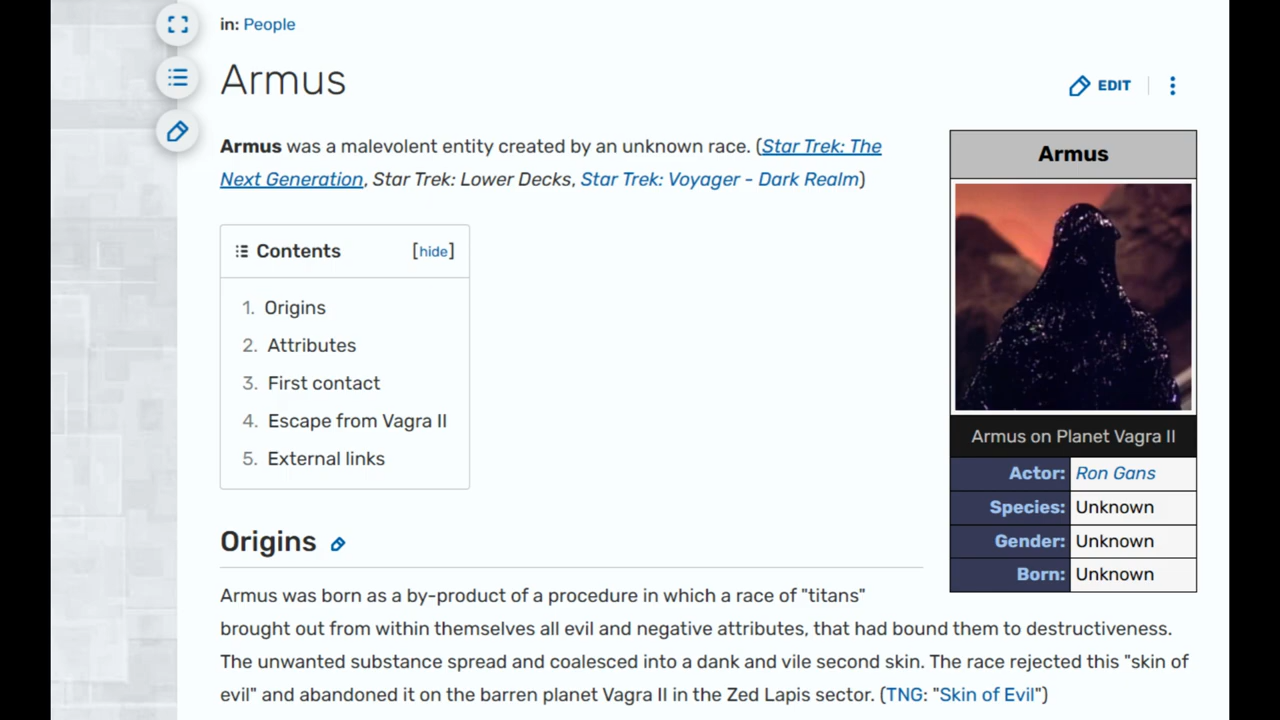 in: People
Armus
EDIT
Armus was a malevolent entity created by an unknown race. (Star Trek: The
Next Generation, Star Trek: Lower Decks, Star Trek: Voyager - Dark Realm)
Contents [hide]
1. Origins
2. Attributes
3. First contact
4. Escape from Vagra II
5. External links
Armus
Armus on Planet Vagra II
Actor: Ron Gans
Species: Unknown
Gender: Unknown
Born: Unknown
Origins
Armus was born as a by-product of a procedure in which a race of "titans"
brought out from within themselves all evil and negative attributes, that had bound them to destructiveness.
The unwanted substance spread and coalesced into a dank and vile second skin. The race rejected this "skin of
evil" and abandoned it on the barren planet Vagra II in the Zed Lapis sector. (TNG: "Skin of Evil")